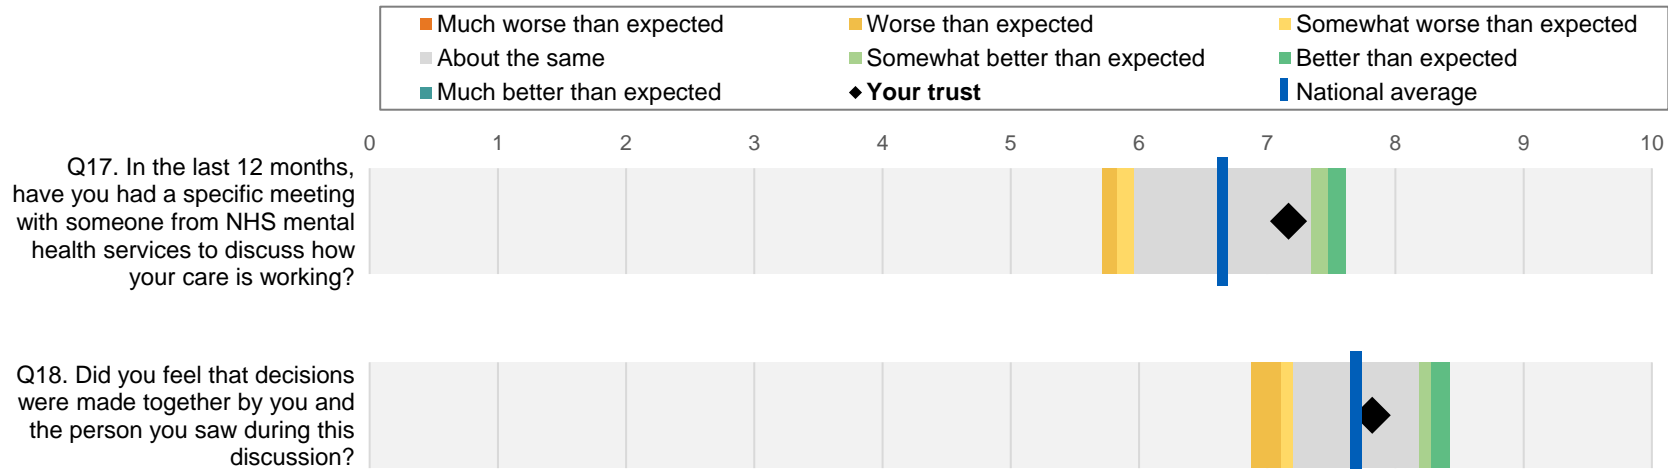 Much worse than expected
Worse than expected
Somewhat worse than expected
About the same
Somewhat better than expected
Better than expected
Much better than expected
Your trust
National average
0 1 2 3 4 5 6 7 8 9 10
Q17. In the last 12 months,
have you had a specific meeting
with someone from NHS mental
health services to discuss how
your care is working?
Q18. Did you feel that decisions
were made together by you and
the person you saw during this
discussion?